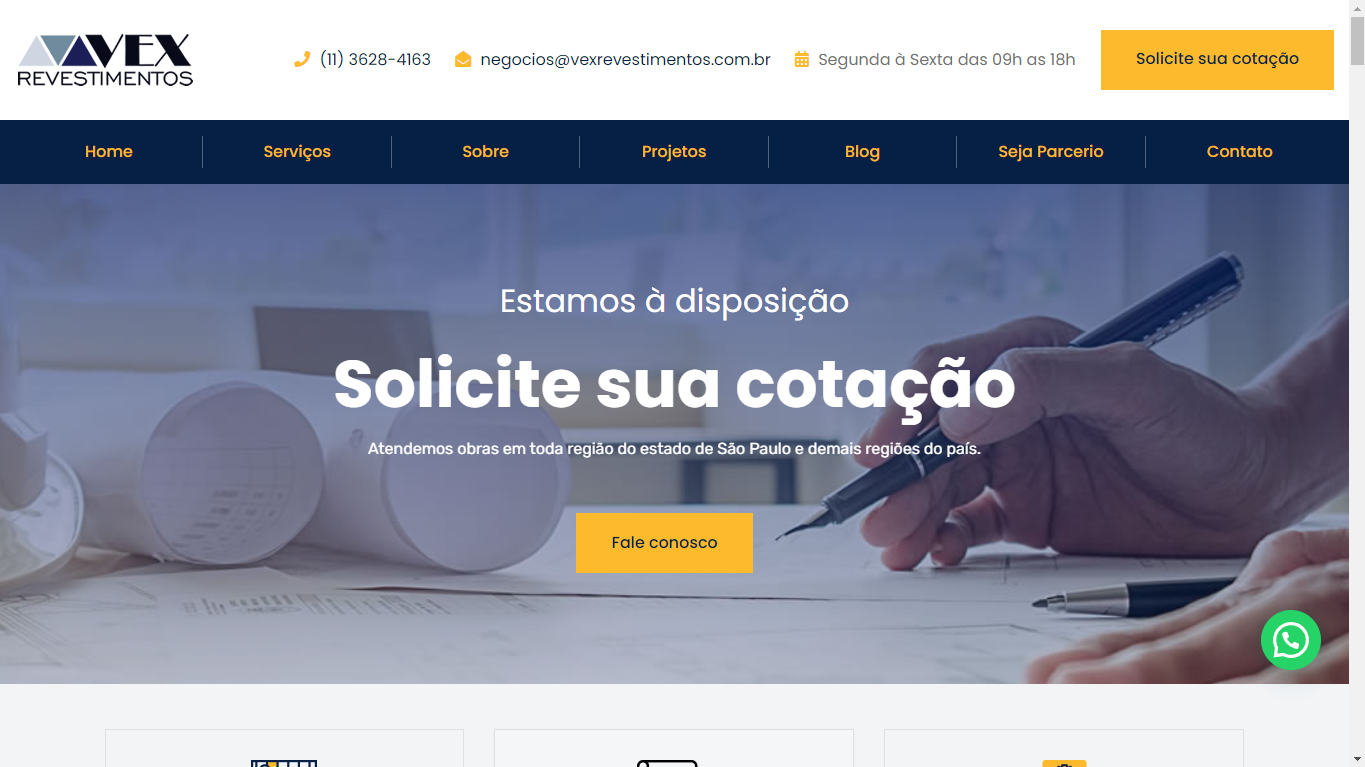 VEX
REVESTIMENTOS
(11) 3628-4163
negocios@vexrevestimentos.com.br
Segunda à Sexta das 09h as 18h
Solicite sua cotação
Home
Serviços
Sobre
Projetos
Blog
Seja Parcerio
Contato
Estamos à disposição
Solicite sua cotação
Atendemos obras em toda região do estado de São Paulo e demais regiões do país.
Fale conosco